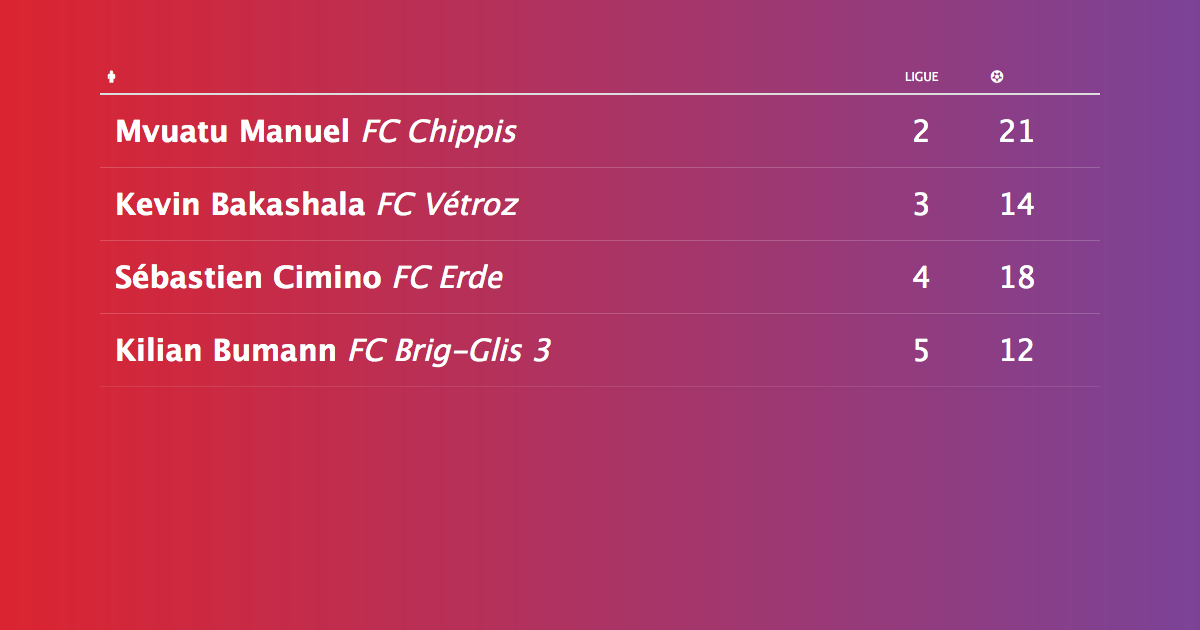 LIGUE
Mvuatu Manuel FC Chippis 2 21
Kevin Bakashala FC Vétroz 3 14
Sébastien Cimino FC Erde 4 18
Kilian Bumann FC Brig-Glis 3 5 12